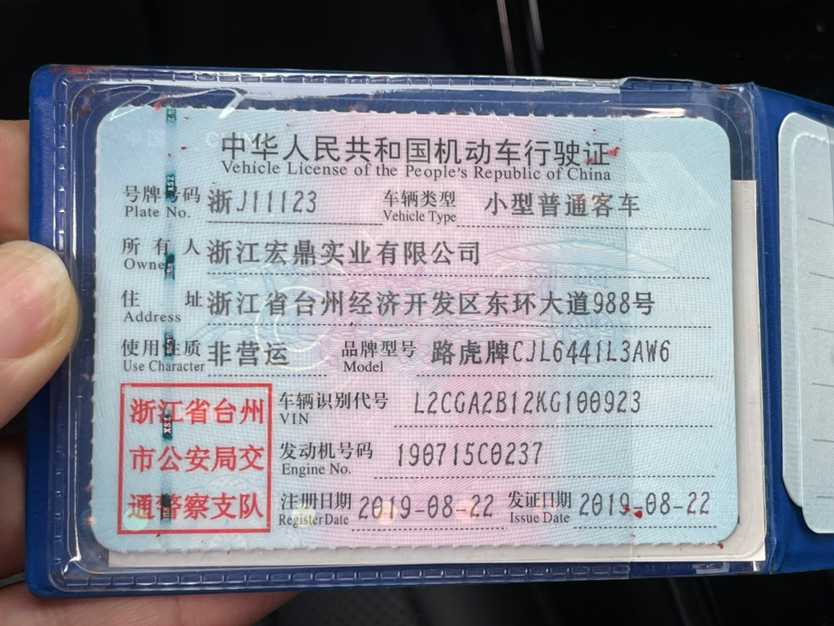 中华人民共和国机动车行驶证
Vehicle License of the People's Republic of China
号牌号码 浙J11123 车辆类型 小型普通客车
Plate No. Vehicle Type
所有人 浙江宏鼎实业有限公司
Owner
住址 浙江省台州经济开发区东环大道988号
Address
使用性质 非营运 品牌型号 路虎牌CJL6441L3AW6
Use Character Model
浙江省台州
市公安局交
通警察支队
车辆识别代号 L2CGA2B12KG100923
VIN
发动机号码 190715C0237
Engine No.
注册日期 2019-08-22 发证日期 2019-08-22
Register Date Issue Date